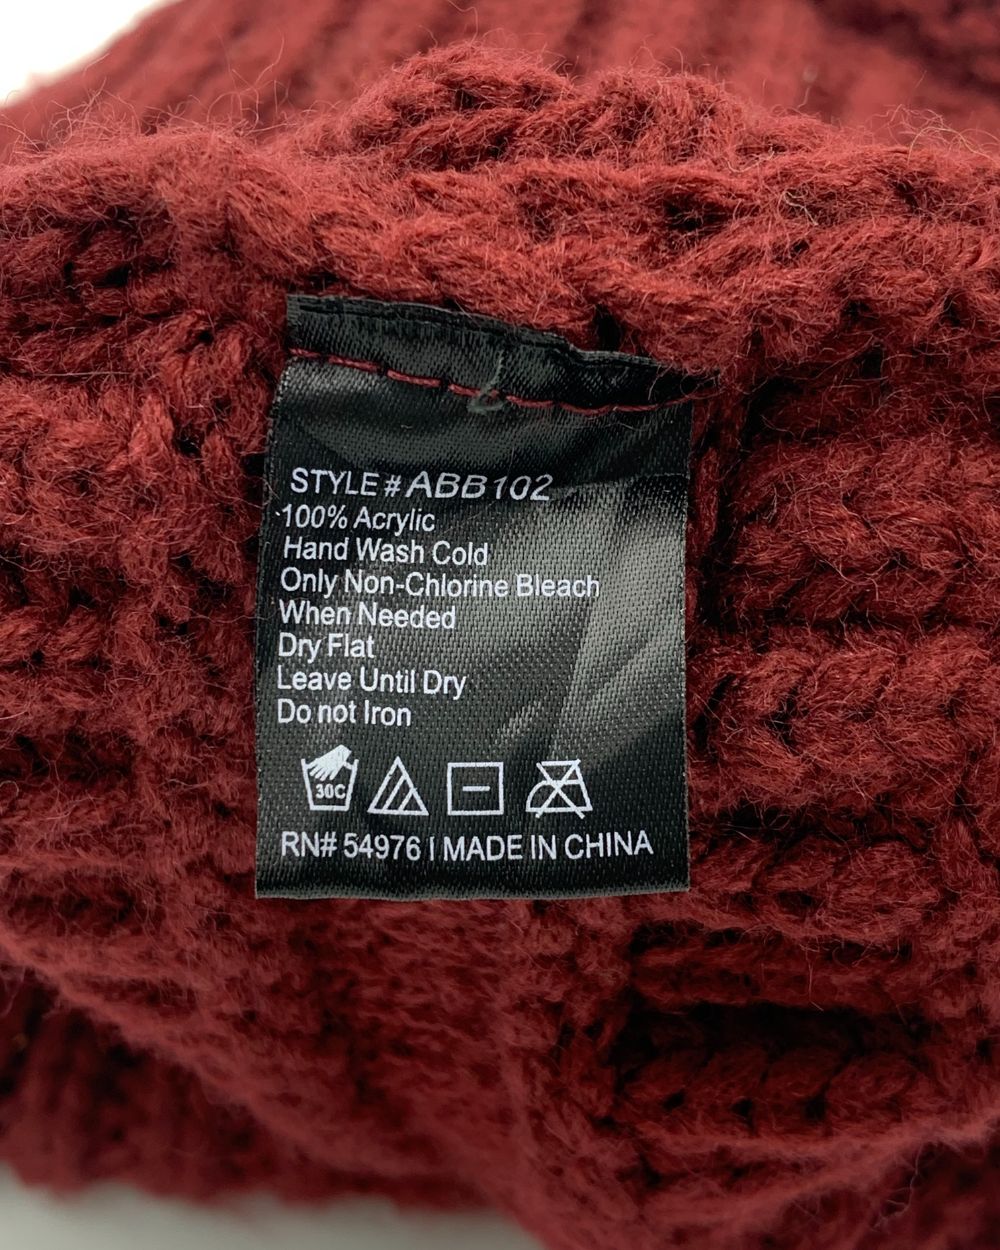 STYLE # ABB102
100% Acrylic
Hand Wash Cold
Only Non-Chlorine Bleach
When Needed
Dry Flat
Leave Until Dry
Do not Iron
30C
RN# 54976 | MADE IN CHINA